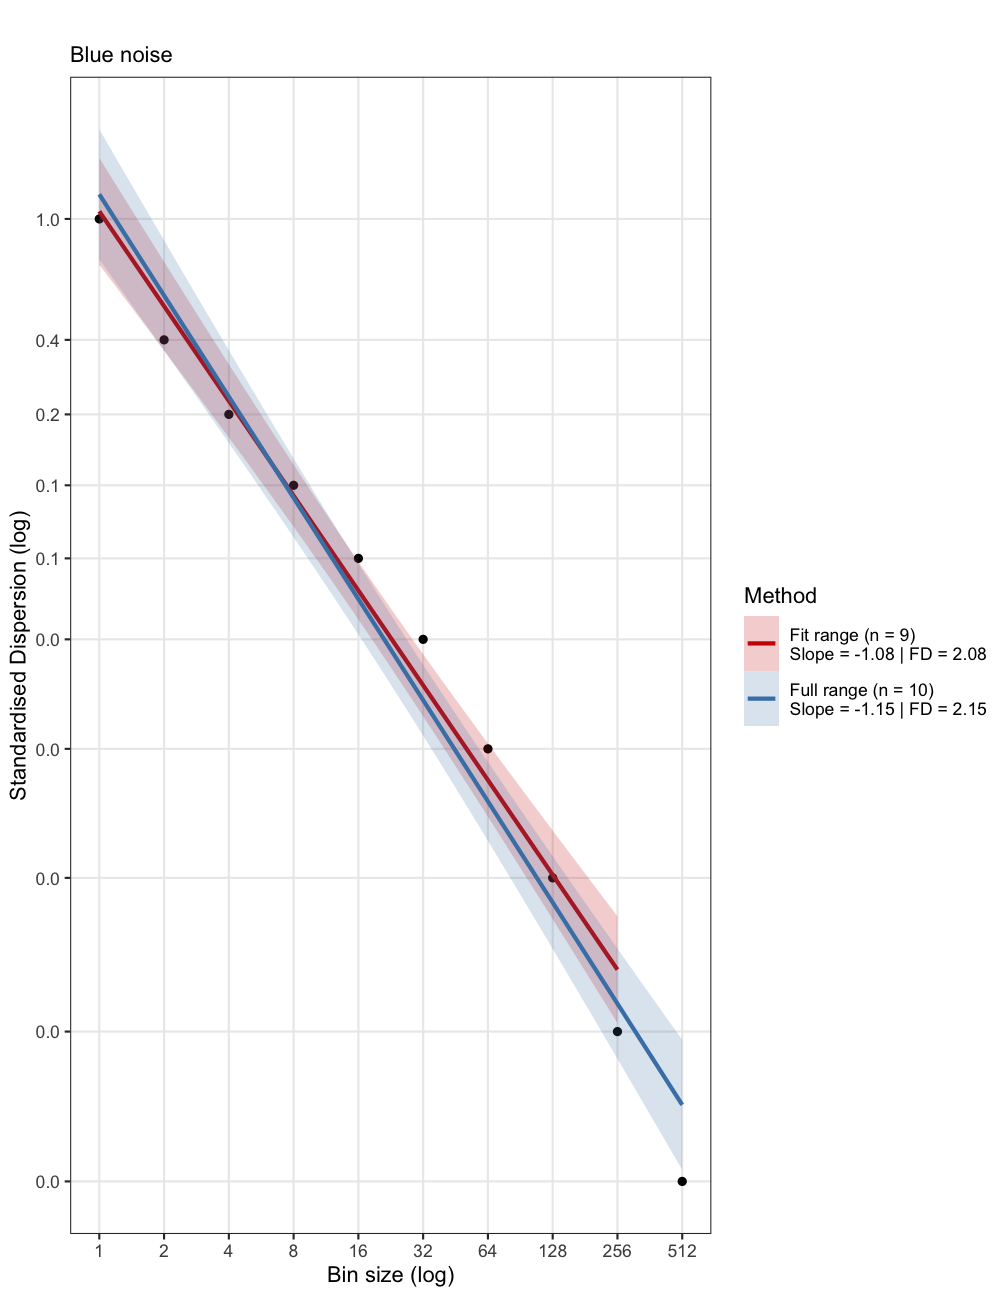 Blue noise
1.0
0.4
0.2
0.1
0.1
0.0
0.0
0.0
0.0
0.0
Standardised Dispersion (log)
1 2 4 8 16 32 64 128 256 512
Bin size (log)
Method
Fit range (n = 9)
Slope = -1.08 | FD = 2.08
Full range (n = 10)
Slope = -1.15 | FD = 2.15